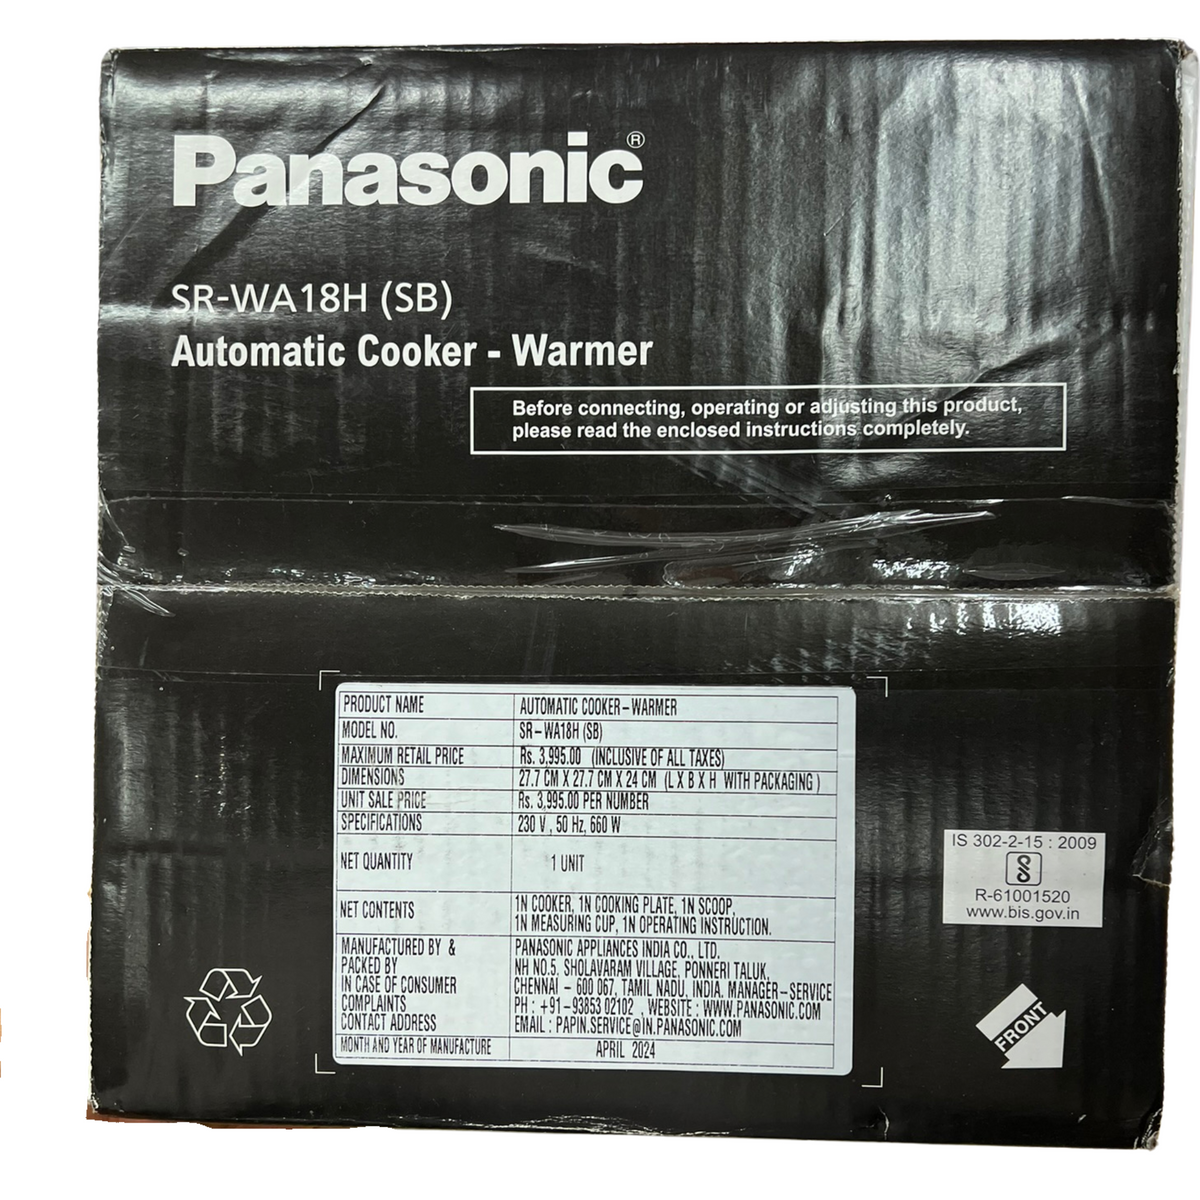 Panasonic®
SR-WA18H (SB)
Automatic Cooker - Warmer
Before connecting, operating or adjusting this product,
please read the enclosed instructions completely.
PRODUCT NAME AUTOMATIC COOKER-WARMER
MODEL NO. SR-WA18H (SB)
MAXIMUM RETAIL PRICE Rs. 3,995.00 (INCLUSIVE OF ALL TAXES)
DIMENSIONS 27.7 CM X 27.7 CM X 24 CM (L X B X H WITH PACKAGING)
UNIT SALE PRICE Rs. 3,995.00 PER NUMBER
SPECIFICATIONS 230 V , 50 Hz, 660 W
NET QUANTITY 1 UNIT
NET CONTENTS
1N COOKER, 1N COOKING PLATE, 1N SCOOP,
1N MEASURING CUP, 1N OPERATING INSTRUCTION.
MANUFACTURED BY &
PACKED BY
IN CASE OF CONSUMER
COMPLAINTS
CONTACT ADDRESS
PANASONIC APPLIANCES INDIA CO., LTD.
NH NO.5, SHOLAVARAM VILLAGE, PONNERI TALUK,
CHENNAI - 600 067, TAMIL NADU, INDIA. MANAGER-SERVICE
PH : +91-93853 02102 , WEBSITE : WWW.PANASONIC.COM
EMAIL : PAPIN.SERVICE@IN.PANASONIC.COM
MONTH AND YEAR OF MANUFACTURE APRIL 2024
IS 302-2-15 : 2009
R-61001520
www.bis.gov.in
FRONT